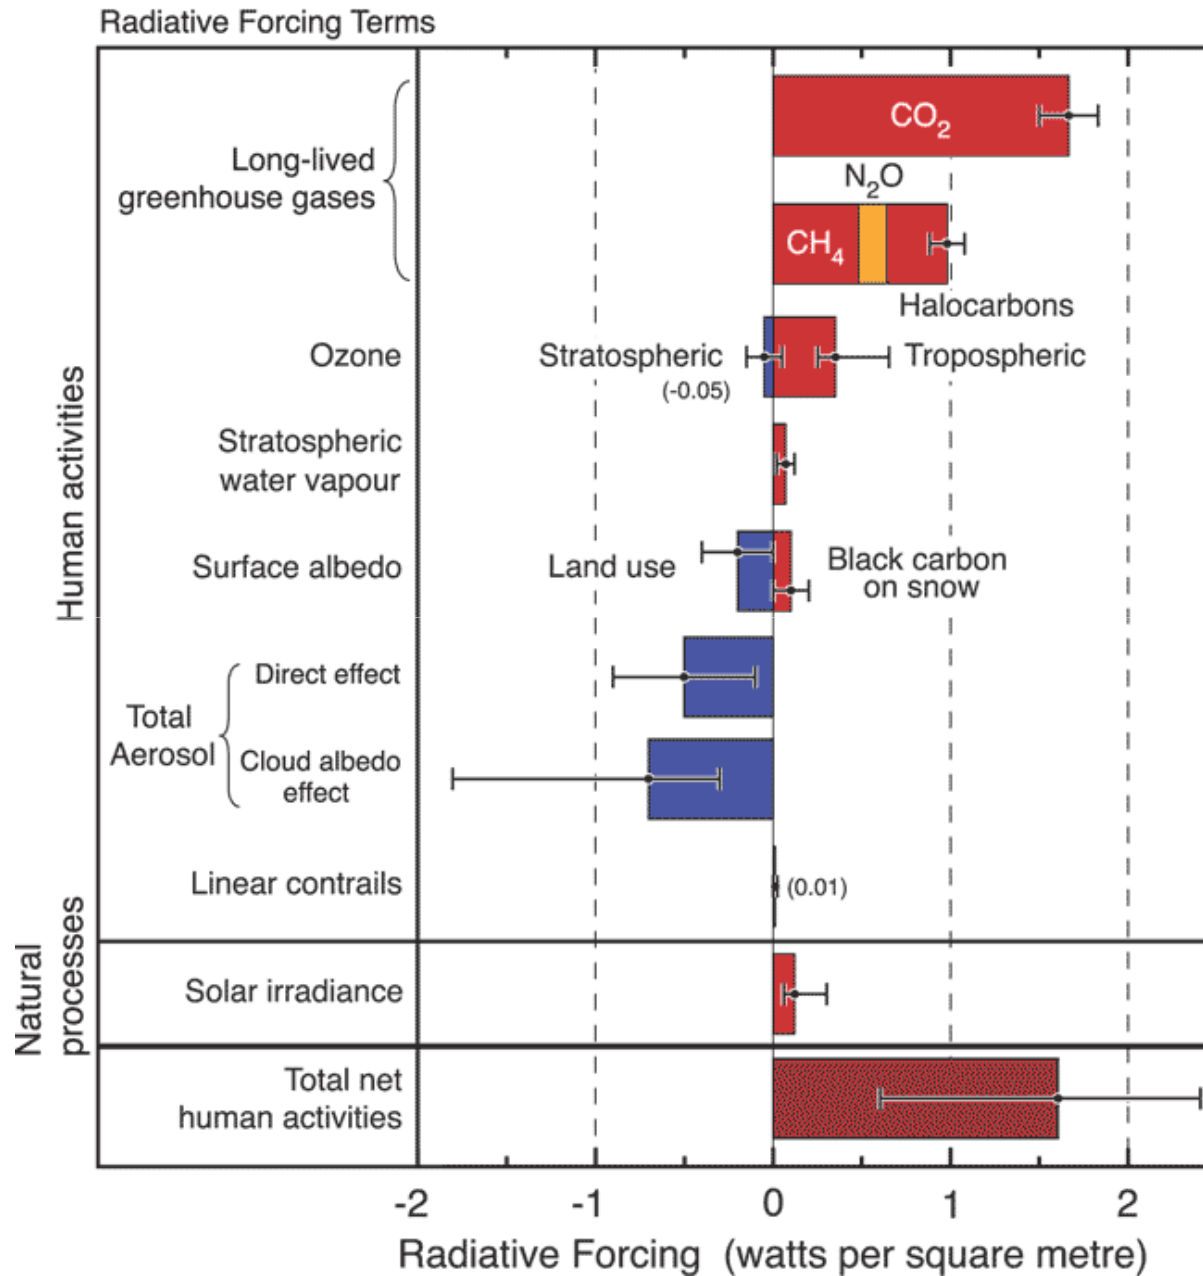 Radiative Forcing Terms
Human activities
Long-lived
greenhouse gases
CO₂
N₂O
CH₄
Halocarbons
Ozone
Stratospheric
(-0.05)
Tropospheric
Stratospheric
water vapour
Surface albedo
Land use
Black carbon
on snow
Total
Aerosol
Direct effect
Cloud albedo
effect
Linear contrails
(0.01)
Natural
processes
Solar irradiance
Total net
human activities
-2 -1 0 1 2
Radiative Forcing (watts per square metre)